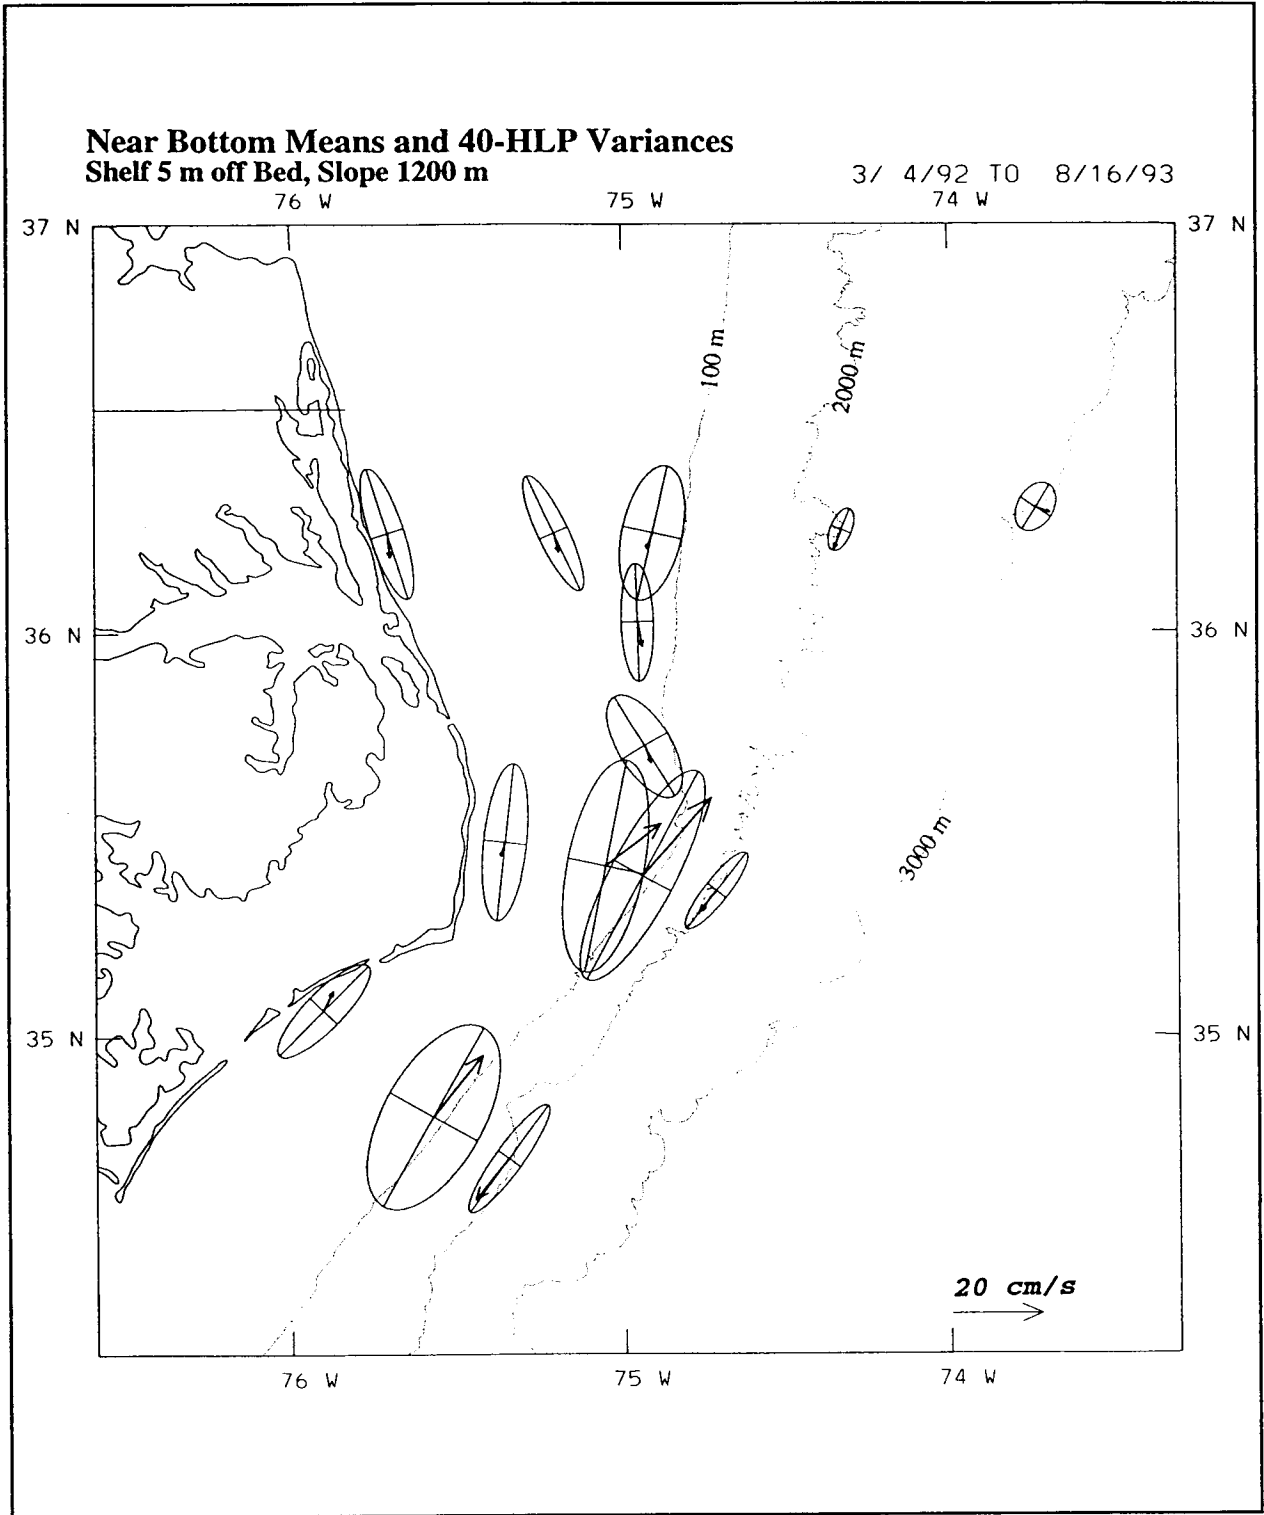 Near Bottom Means and 40-HLP Variances
Shelf 5 m off Bed, Slope 1200 m
3/ 4/92 TO 8/16/93
76 W 75 W 74 W
37 N 37 N
100 m
2000 m
36 N 36 N
3000 m
35 N 35 N
20 cm/s
76 W 75 W 74 W